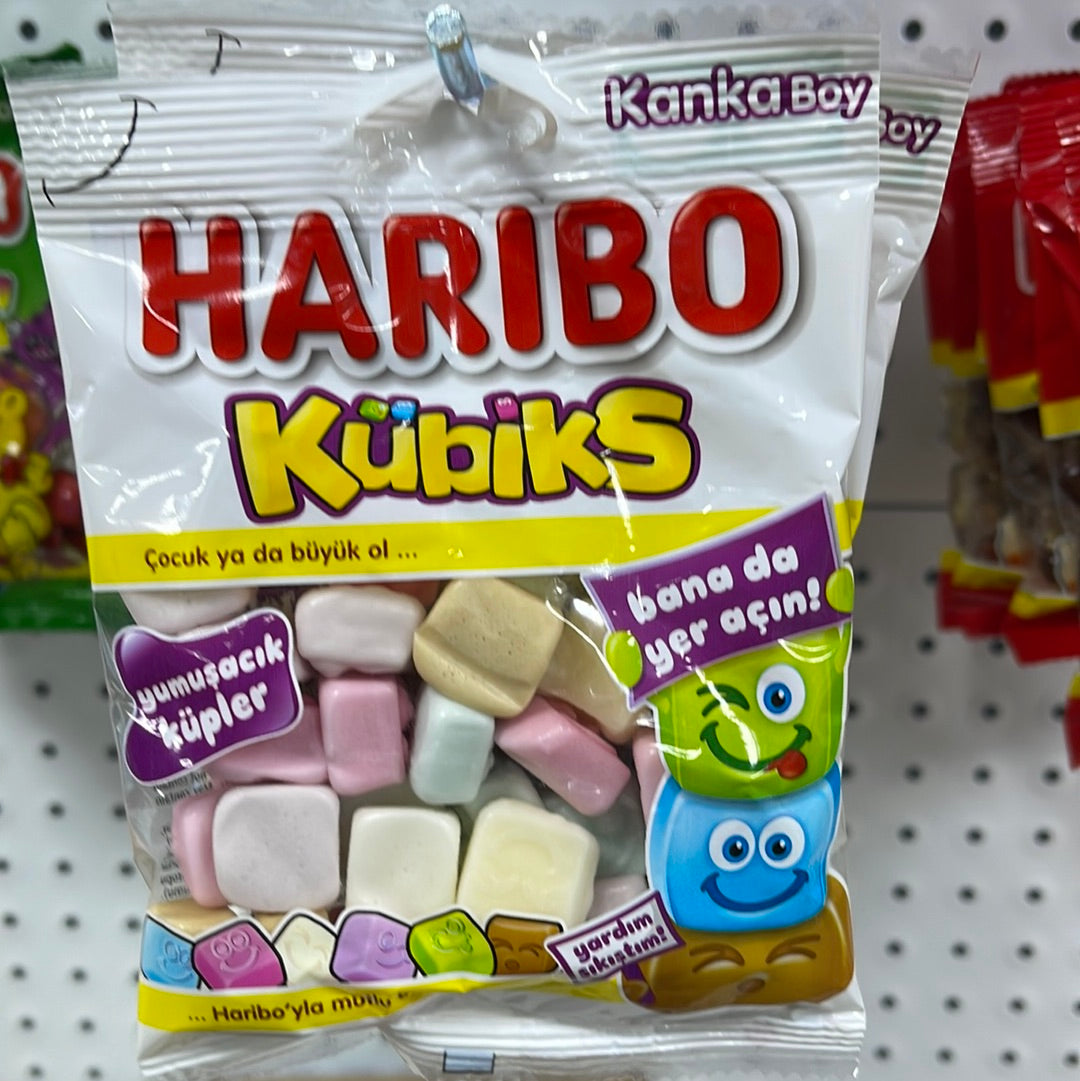 Kanka Boy
Boy
HARIBO
Kübiks
Çocuk ya da büyük ol ...
bana da
yer açın!
yumuşacık
küpler
yardım
sıkıştım!
... Haribo'yla mutlu